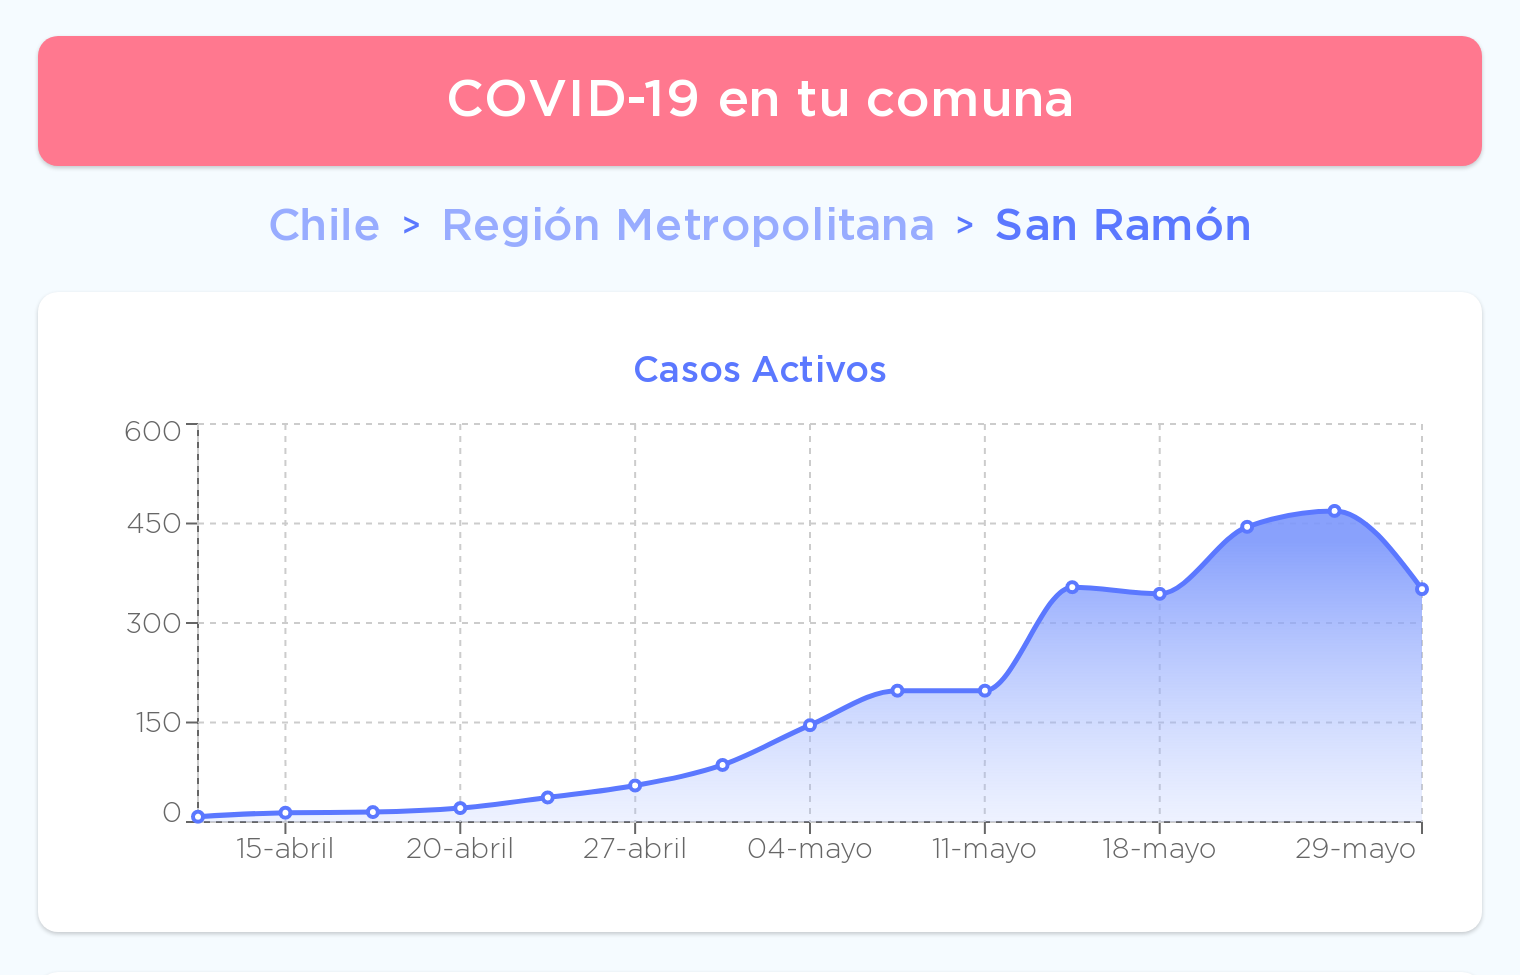 COVID-19 en tu comuna
Chile > Región Metropolitana > San Ramón
Casos Activos
600
450
300
150
0
15-abril 20-abril 27-abril 04-mayo 11-mayo 18-mayo 29-mayo